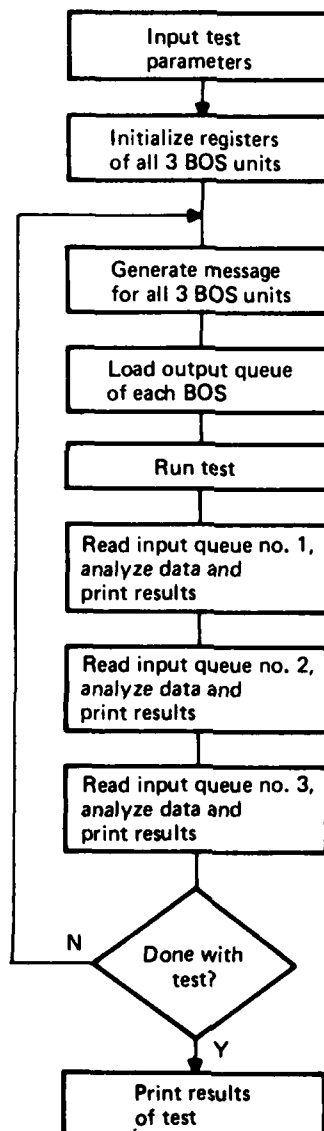 Input test
parameters
Initialize registers
of all 3 BOS units
Generate message
for all 3 BOS units
Load output queue
of each BOS
Run test
Read input queue no. 1,
analyze data and
print results
Read input queue no. 2,
analyze data and
print results
Read input queue no. 3,
analyze data and
print results
N
Done with
test?
Y
Print results
of test